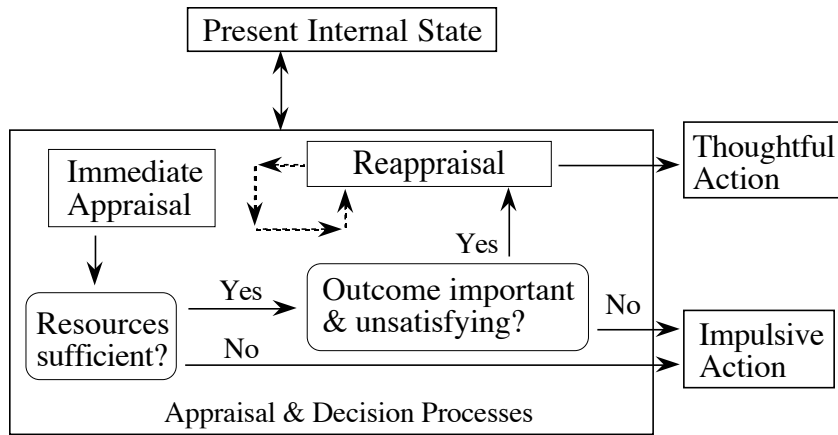 Present Internal State
Immediate
Appraisal
Reappraisal
Thoughtful
Action
Yes
Resources
sufficient?
Yes
No
Outcome important
& unsatisfying?
No
Impulsive
Action
Appraisal & Decision Processes